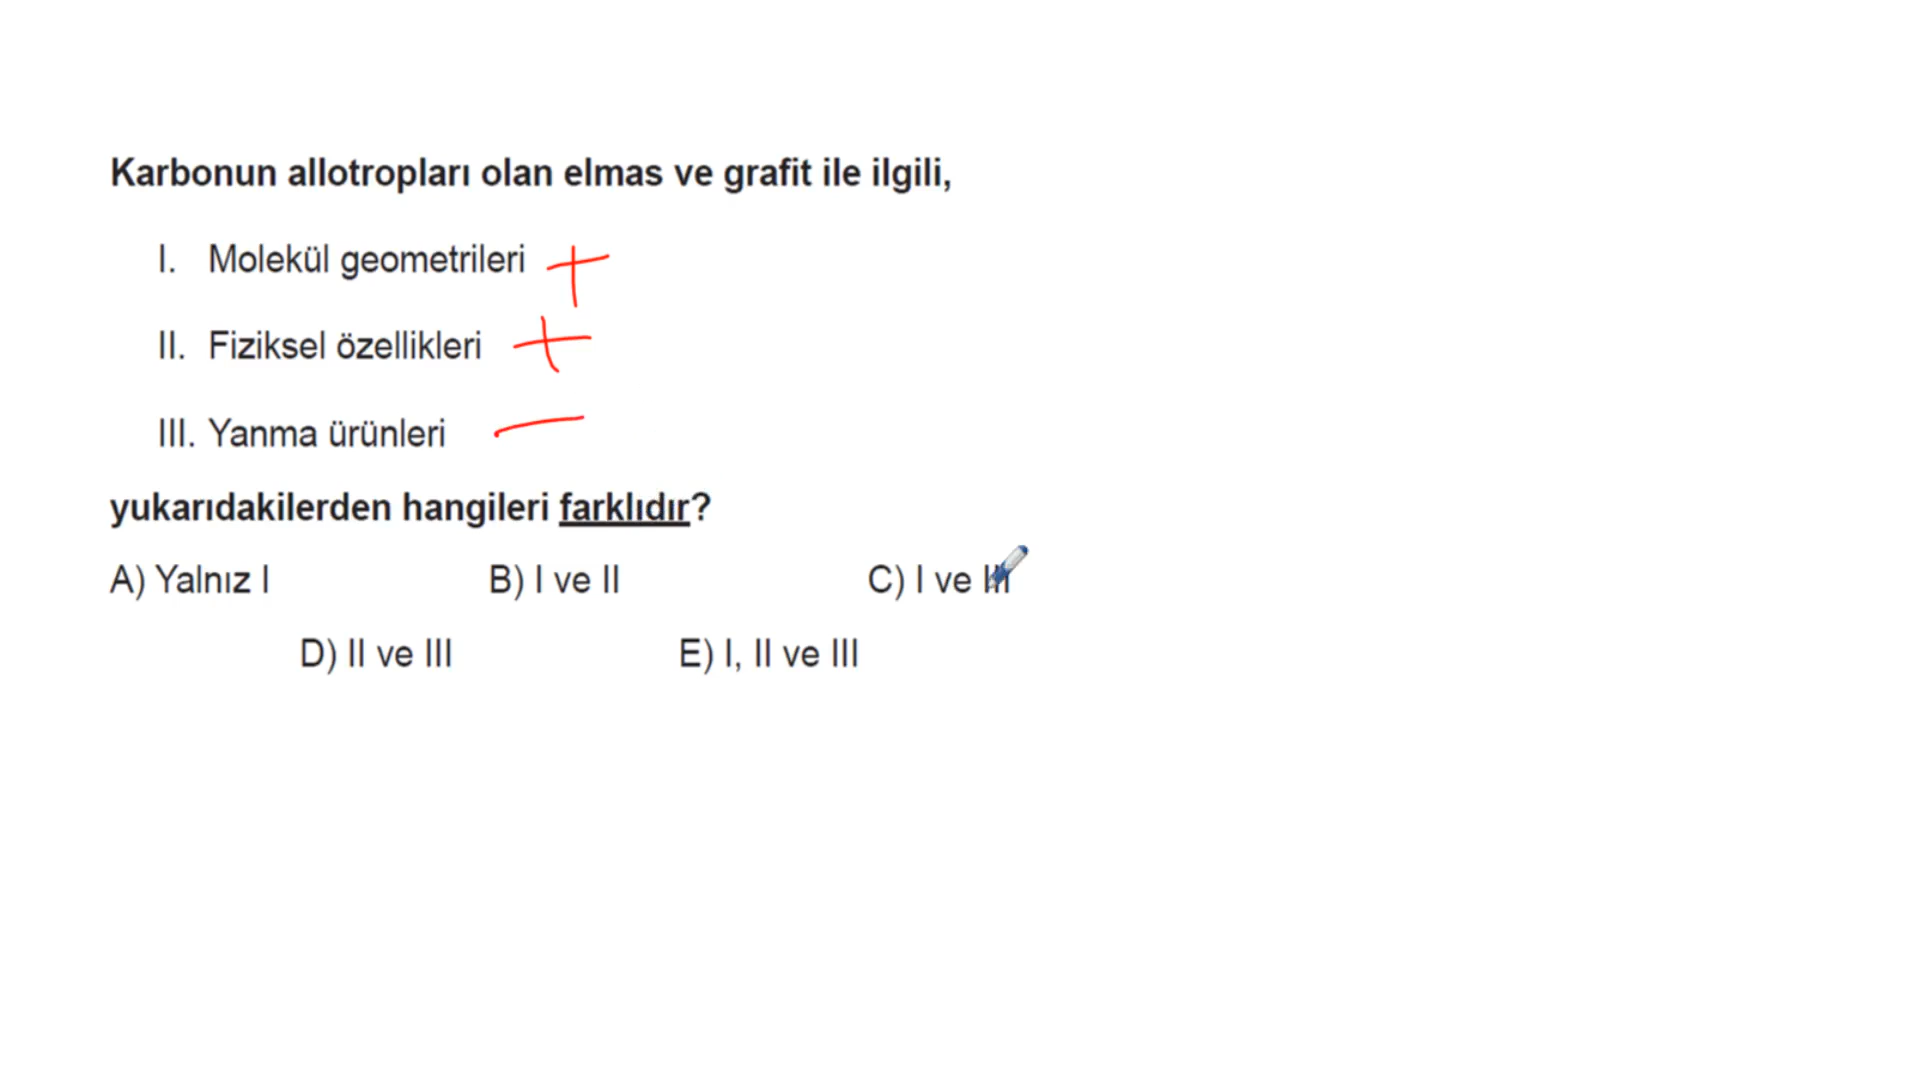 Karbonun allotropları olan elmas ve grafit ile ilgili,
I. Molekül geometrileri +
II. Fiziksel özellikleri +
III. Yanma ürünleri –
yukarıdakilerden hangileri farklıdır?
A) Yalnız I B) I ve II C) I ve III
D) II ve III E) I, II ve III